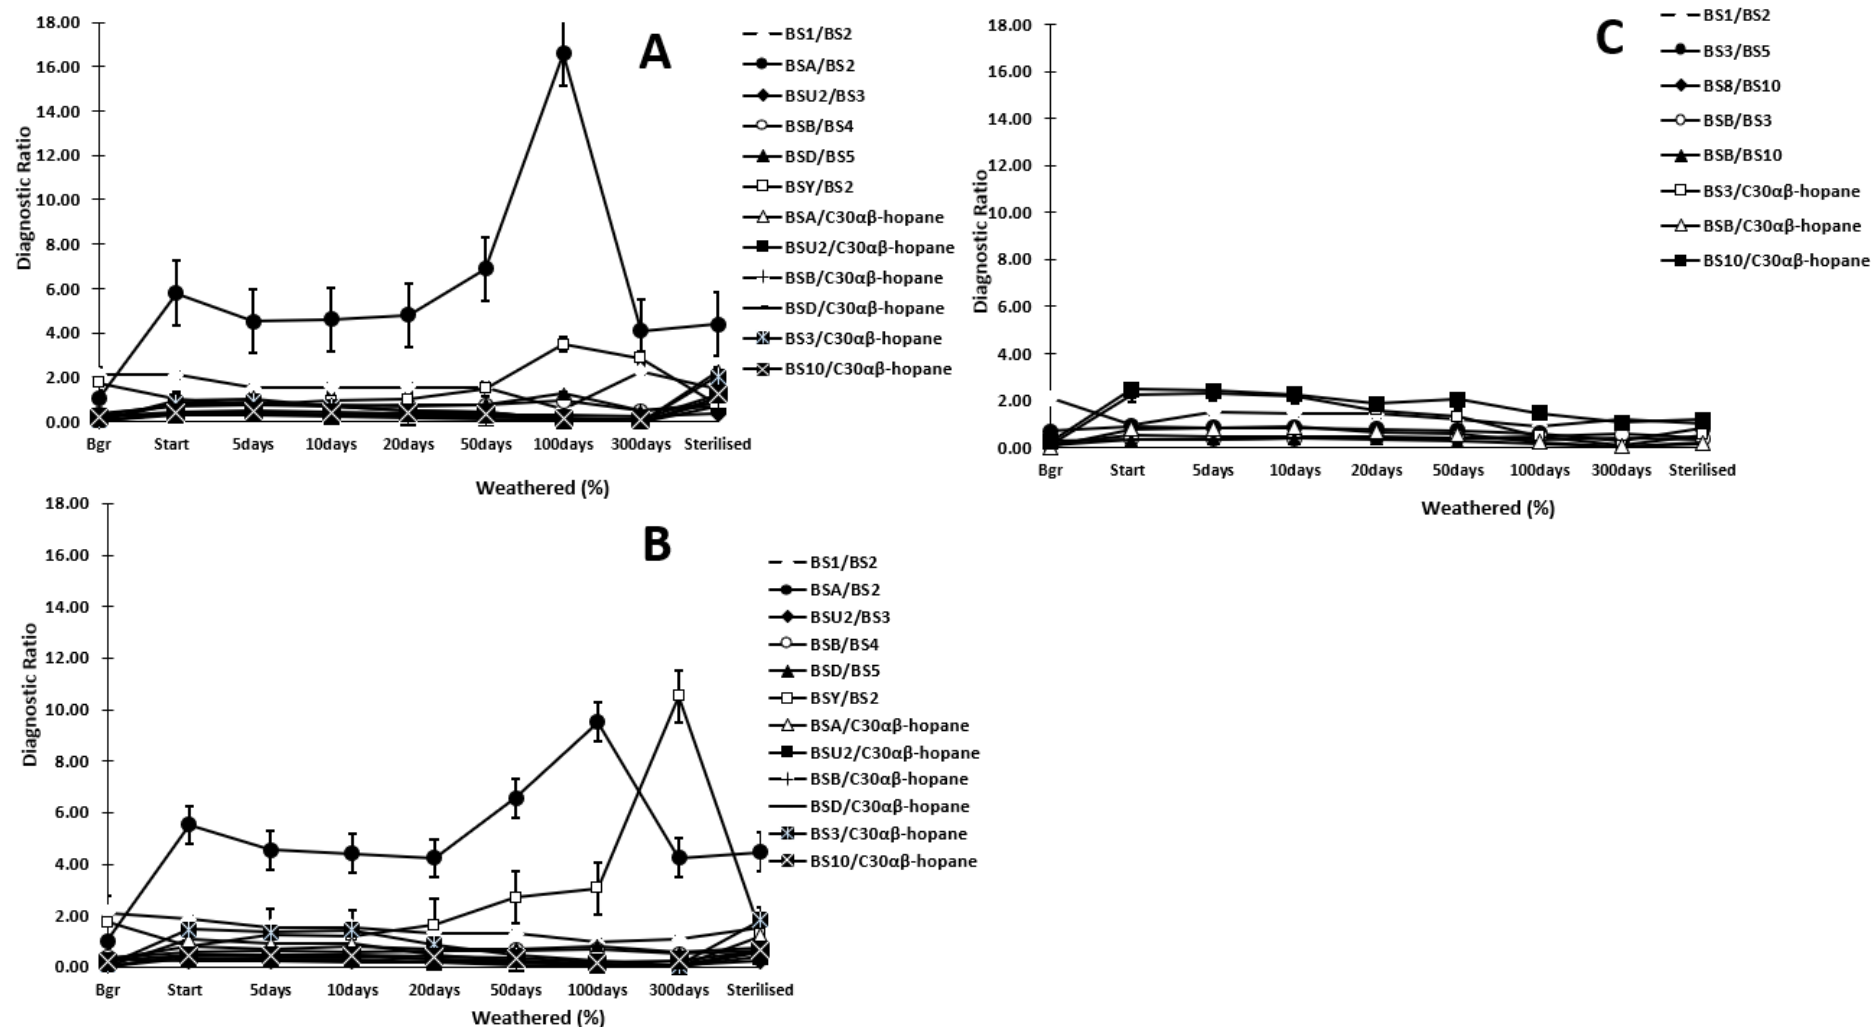 A
18.00
16.00
14.00
12.00
10.00
8.00
6.00
4.00
2.00
0.00
Diagnostic Ratio
Bgr Start 5days 10days 20days 50days 100days 300days Sterilised
Weathered (%)
BS1/BS2
BSA/BS2
BSU2/BS3
BSB/BS4
BSD/BS5
BSY/BS2
BSA/C30αβ-hopane
BSU2/C30αβ-hopane
BSB/C30αβ-hopane
BSD/C30αβ-hopane
BS3/C30αβ-hopane
BS10/C30αβ-hopane
C
18.00
16.00
14.00
12.00
10.00
8.00
6.00
4.00
2.00
0.00
Diagnostic Ratio
Bgr Start 5days 10days 20days 50days 100days 300days Sterilised
Weathered (%)
BS1/BS2
BS3/BS5
BS8/BS10
BSB/BS3
BSB/BS10
BS3/C30αβ-hopane
BSB/C30αβ-hopane
BS10/C30αβ-hopane
B
18.00
16.00
14.00
12.00
10.00
8.00
6.00
4.00
2.00
0.00
Diagnostic Ratio
Bgr Start 5days 10days 20days 50days 100days 300days Sterilised
Weathered (%)
BS1/BS2
BSA/BS2
BSU2/BS3
BSB/BS4
BSD/BS5
BSY/BS2
BSA/C30αβ-hopane
BSU2/C30αβ-hopane
BSB/C30αβ-hopane
BSD/C30αβ-hopane
BS3/C30αβ-hopane
BS10/C30αβ-hopane